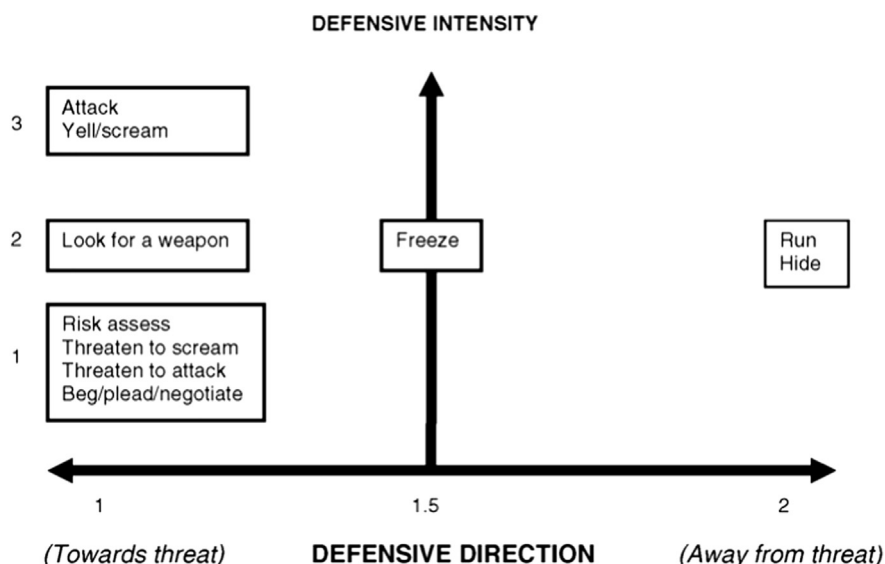 DEFENSIVE INTENSITY
3
Attack
Yell/scream
2
Look for a weapon
Freeze
Run
Hide
1
Risk assess
Threaten to scream
Threaten to attack
Beg/plead/negotiate
1
1.5
2
(Towards threat)
DEFENSIVE DIRECTION
(Away from threat)